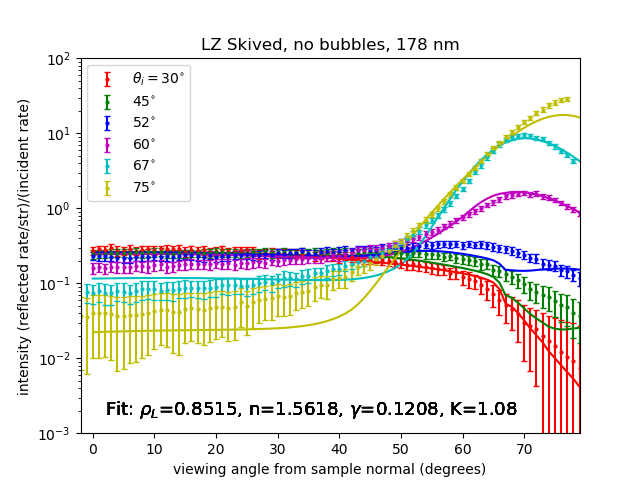 LZ Skived, no bubbles, 178 nm
intensity (reflected rate/str)/(incident rate)
10²
10¹
10⁰
10⁻¹
10⁻²
10⁻³
θᵢ = 30°
45°
52°
60°
67°
75°
Fit: ρ_L=0.8515, n=1.5618, γ=0.1208, K=1.08
0 10 20 30 40 50 60 70
viewing angle from sample normal (degrees)